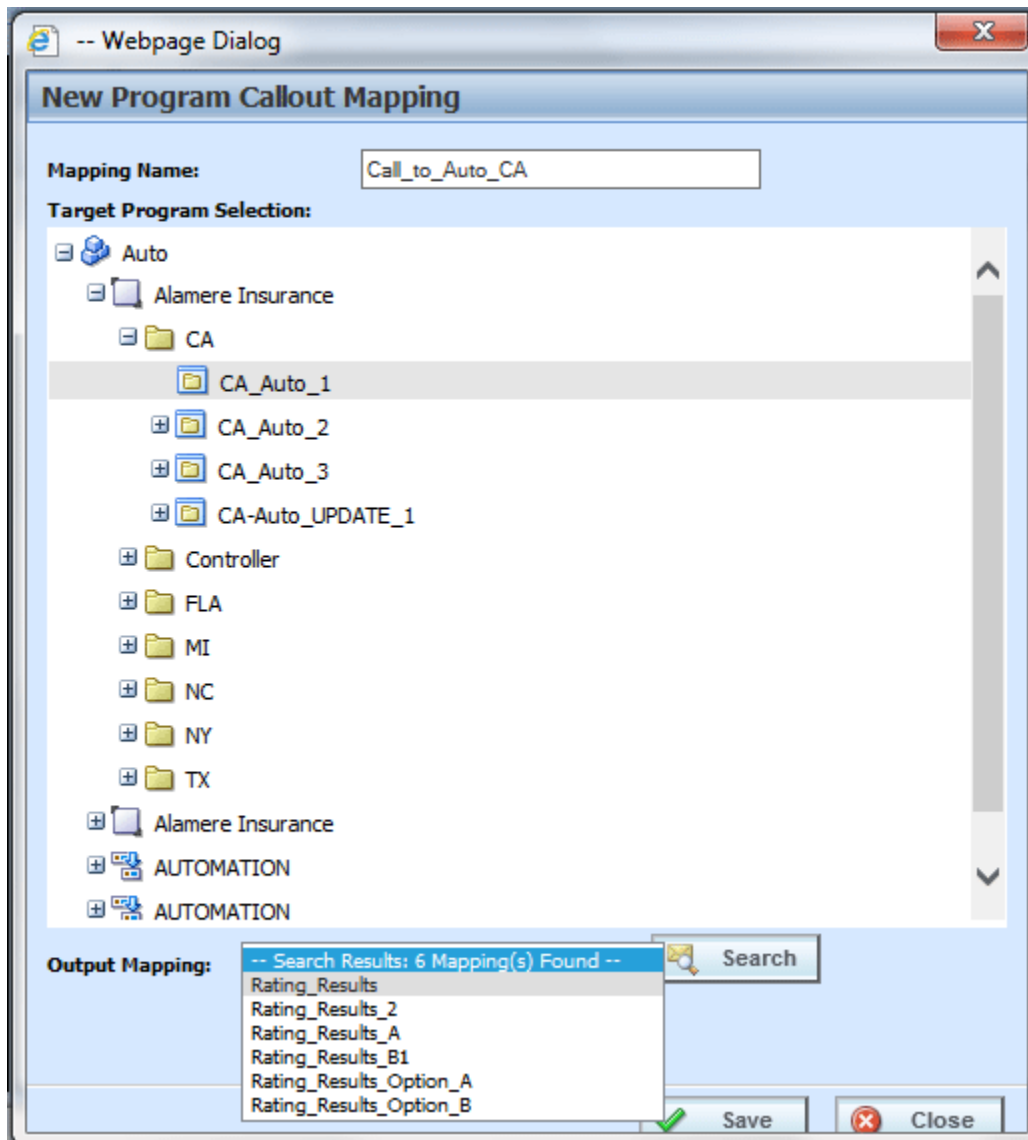 -- Webpage Dialog
New Program Callout Mapping
Mapping Name: Call_to_Auto_CA
Target Program Selection:
Auto
Alamere Insurance
CA
CA_Auto_1
CA_Auto_2
CA_Auto_3
CA-Auto_UPDATE_1
Controller
FLA
MI
NC
NY
TX
Alamere Insurance
AUTOMATION
AUTOMATION
Output Mapping: -- Search Results: 6 Mapping(s) Found -- Search
Rating_Results
Rating_Results_2
Rating_Results_A
Rating_Results_B1
Rating_Results_Option_A
Rating_Results_Option_B
Save Close